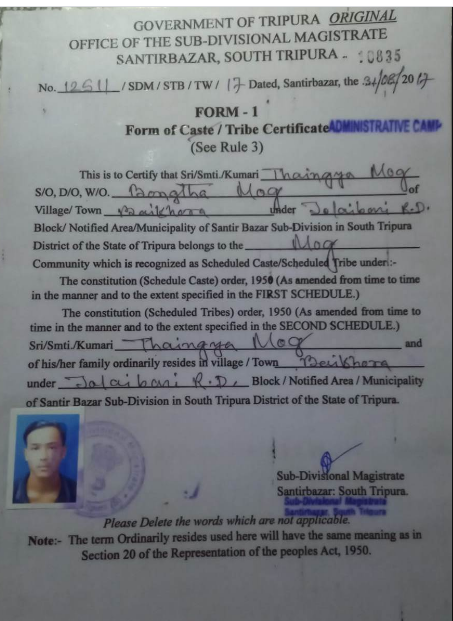 GOVERNMENT OF TRIPURA ORIGINAL
OFFICE OF THE SUB-DIVISIONAL MAGISTRATE
SANTIRBAZAR, SOUTH TRIPURA - 10835
No. 12511 / SDM / STB / TW / 17 Dated, Santirbazar, the 31/08/2017
FORM - 1
Form of Caste / Tribe Certificate ADMINISTRATIVE CAMP
(See Rule 3)
This is to Certify that Sri/Smti./Kumari Thaingya Mog
S/O, D/O, W/O. Bongtha Mog of
Village/ Town Baikhora under Jolaibari R.D.
Block/ Notified Area/Municipality of Santir Bazar Sub-Division in South Tripura
District of the State of Tripura belongs to the Mog
Community which is recognized as Scheduled Caste/Scheduled Tribe under:-
The constitution (Schedule Caste) order, 1950 (As amended from time to time
in the manner and to the extent specified in the FIRST SCHEDULE.)
The constitution (Scheduled Tribes) order, 1950 (As amended from time to
time in the manner and to the extent specified in the SECOND SCHEDULE.)
Sri/Smti./Kumari Thaingya Mog and
of his/her family ordinarily resides in village / Town Baikhora
under Jolaibari R.D. Block / Notified Area / Municipality
of Santir Bazar Sub-Division in South Tripura District of the State of Tripura.
Sub-Divisional Magistrate
Santirbazar: South Tripura.
Sub-Divisional Magistrate
Santirbazar, South Tripura
Please Delete the words which are not applicable.
Note:- The term Ordinarily resides used here will have the same meaning as in
Section 20 of the Representation of the peoples Act, 1950.